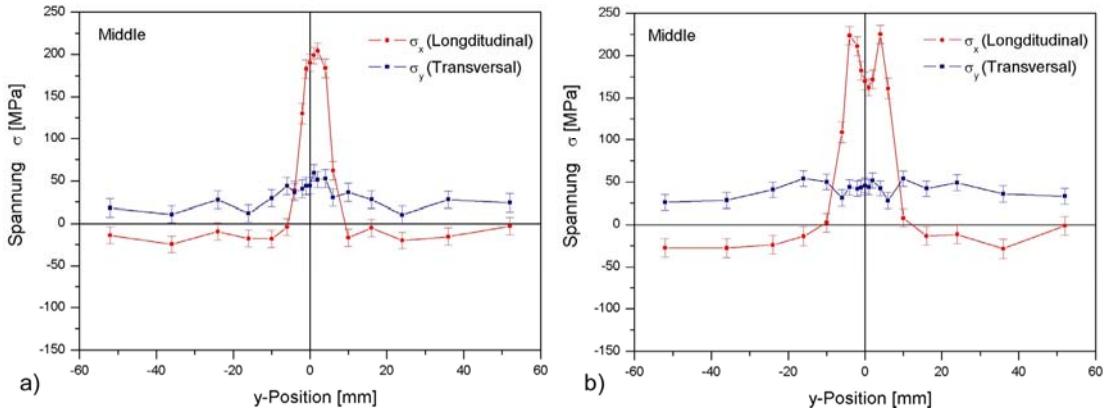 Middle
σx (Longditudinal)
σy (Transversal)
250
200
150
100
50
0
-50
-100
-150
Spannung σ [MPa]
-60 -40 -20 0 20 40 60
y-Position [mm]
a)
Middle
σx (Longditudinal)
σy (Transversal)
250
200
150
100
50
0
-50
-100
-150
Spannung σ [MPa]
-60 -40 -20 0 20 40 60
y-Position [mm]
b)